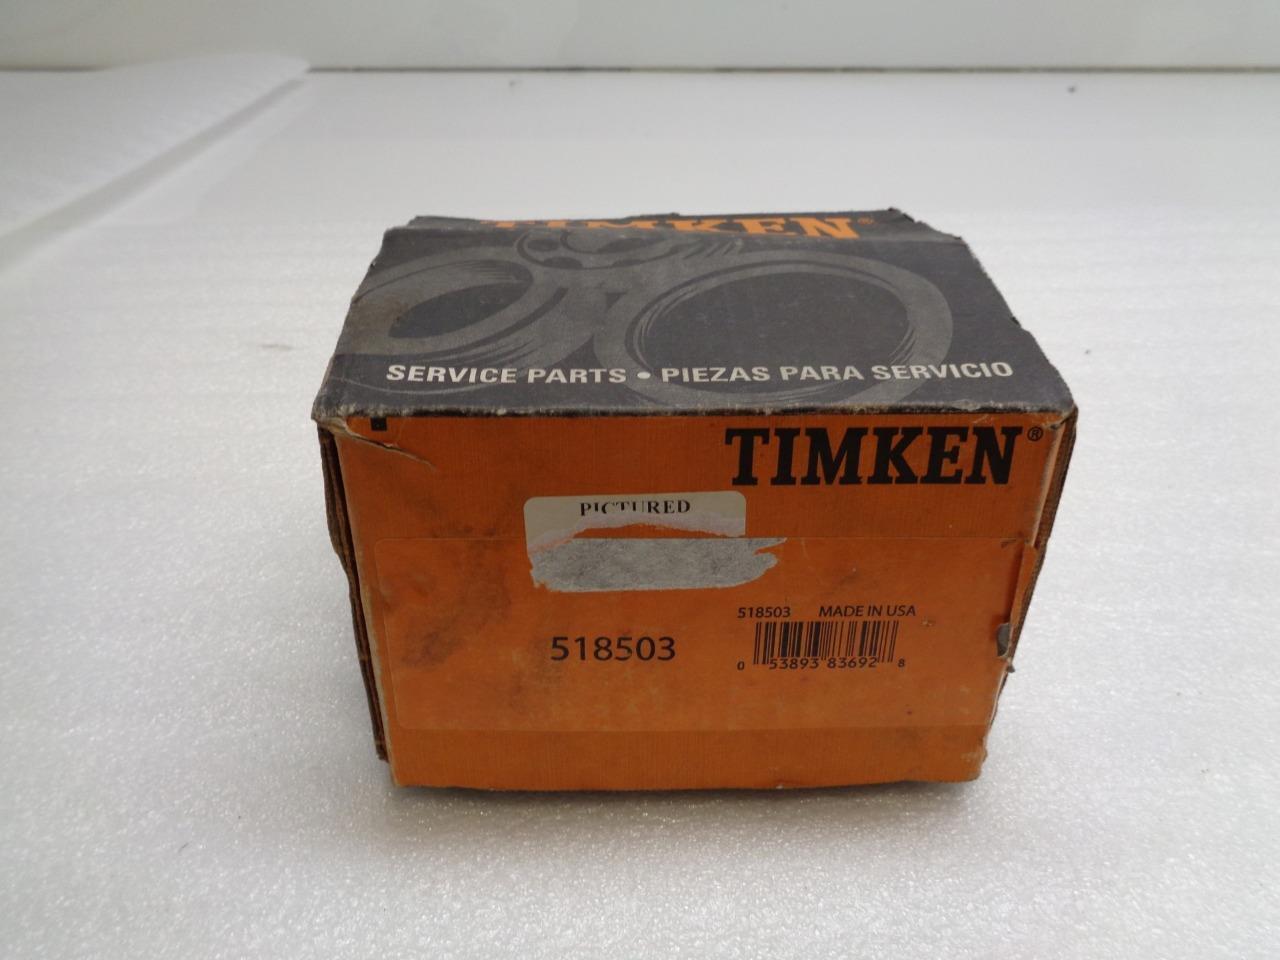 TIMKEN®
SERVICE PARTS • PIEZAS PARA SERVICIO
TIMKEN®
PICTURED
518503 MADE IN USA
518503
0 53893 83692 8